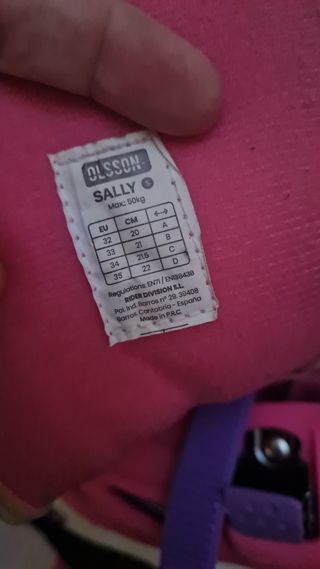 OLSSON
SALLY S
Max.: 50kg
EU CM ↔
32 20 A
33 21 B
34 21.5 C
35 22 D
Regulations: EN71 / EN13843B
RIDER DIVISION S.L.
Pol. Ind. Barros nº 29, 39408
Barros. Cantabria - España
Made in P.R.C.